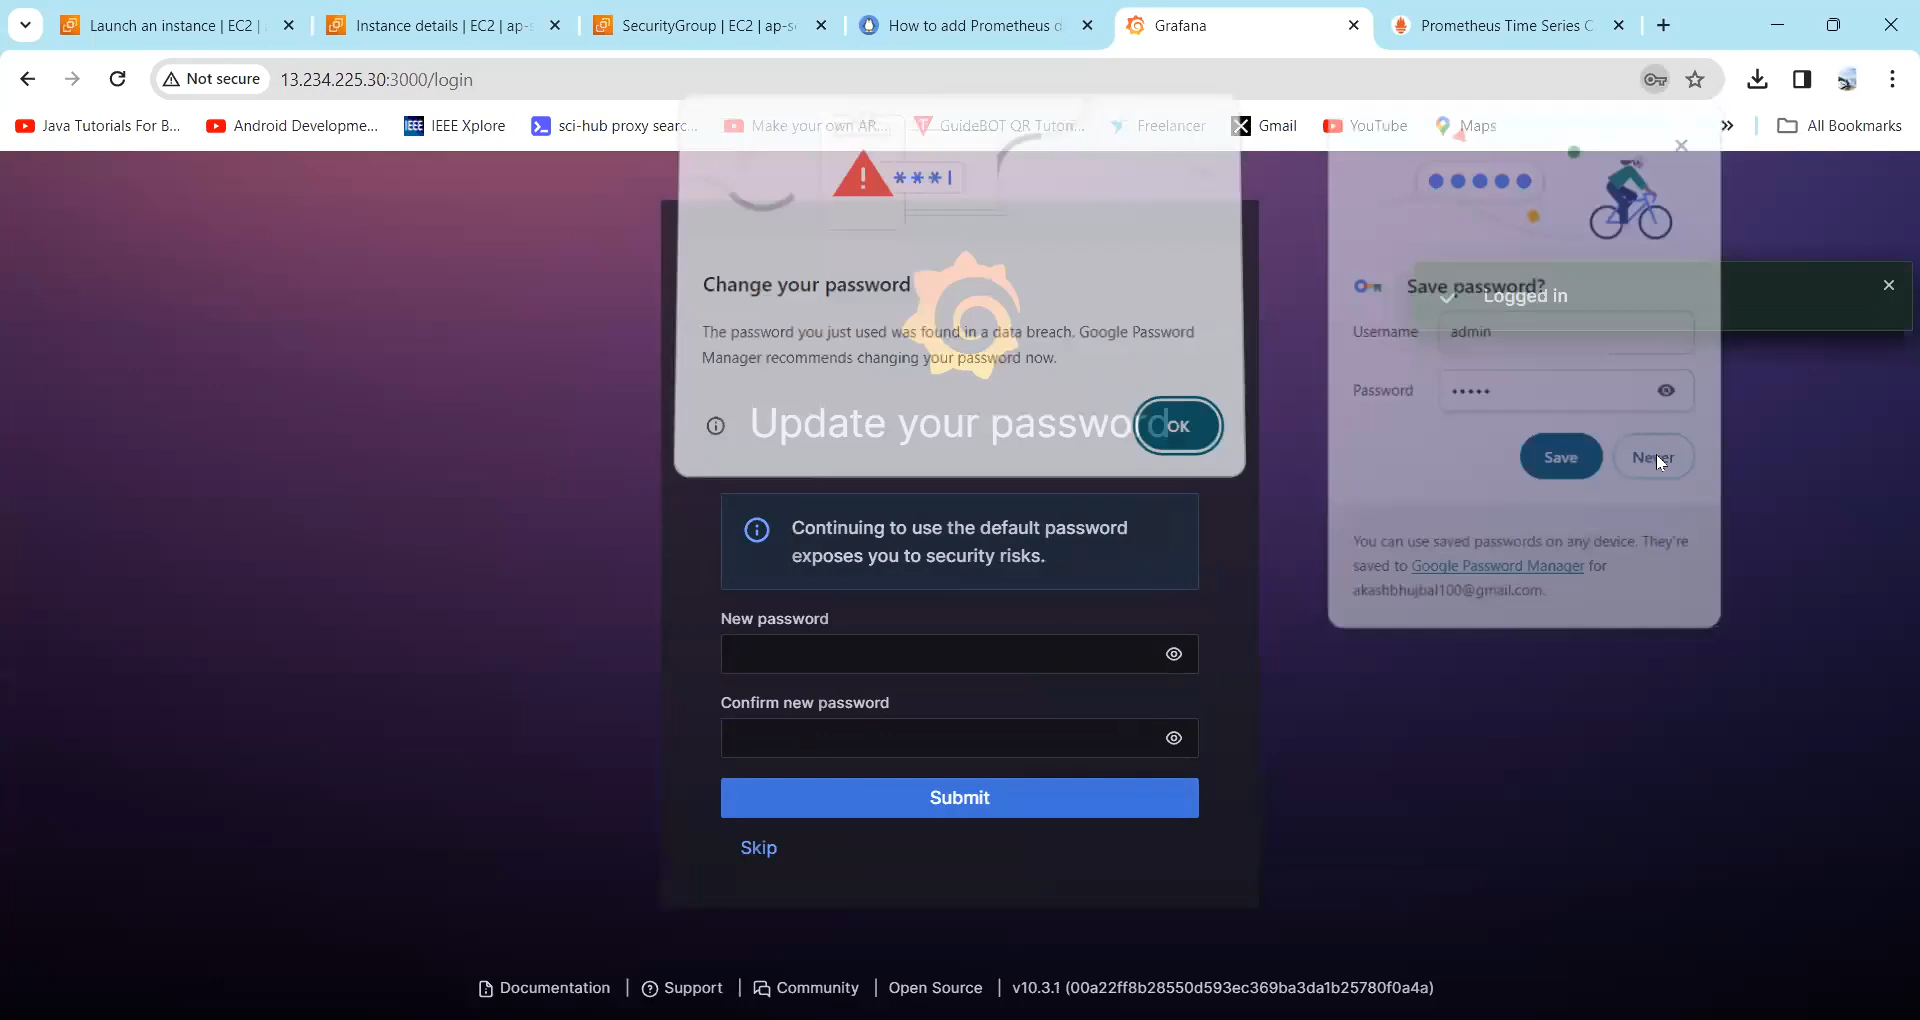 Launch an instance | EC2 |
Instance details | EC2 | ap-s
SecurityGroup | EC2 | ap-s
How to add Prometheus d
Grafana
Prometheus Time Series C
Not secure
13.234.225.30:3000/login
Java Tutorials For B...
Android Developme...
IEEE Xplore
sci-hub proxy searc...
Make your own AR...
GuideBOT QR Tutori...
Freelancer
Gmail
YouTube
Maps
All Bookmarks
***|
Change your password
The password you just used was found in a data breach. Google Password
Manager recommends changing your password now.
OK
Update your password
Save password?
Logged in
Username
admin
Password
•••••
Save
Never
You can use saved passwords on any device. They're
saved to Google Password Manager for
akashbhujbal100@gmail.com.
Continuing to use the default password
exposes you to security risks.
New password
Confirm new password
Submit
Skip
Documentation
Support
Community
Open Source
v10.3.1 (00a22ff8b28550d593ec369ba3da1b25780f0a4a)